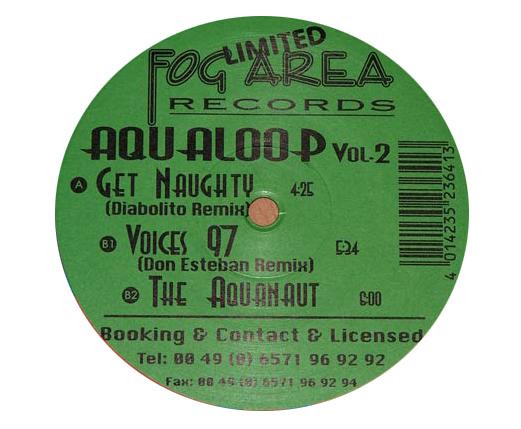 LIMITED
FOG AREA
RECORDS
AQUALOOP VOL.2
A GET NAUGHTY 4:25
(Diabolito Remix)
B1 VOICES 97 5:34
(Don Esteban Remix)
B2 THE AQUANAUT 6:00
Booking & Contact & Licensed
Tel: 00 49 (0) 6571 96 92 92
Fax: 00 49 (0) 6571 96 92 94
4 014235 236413